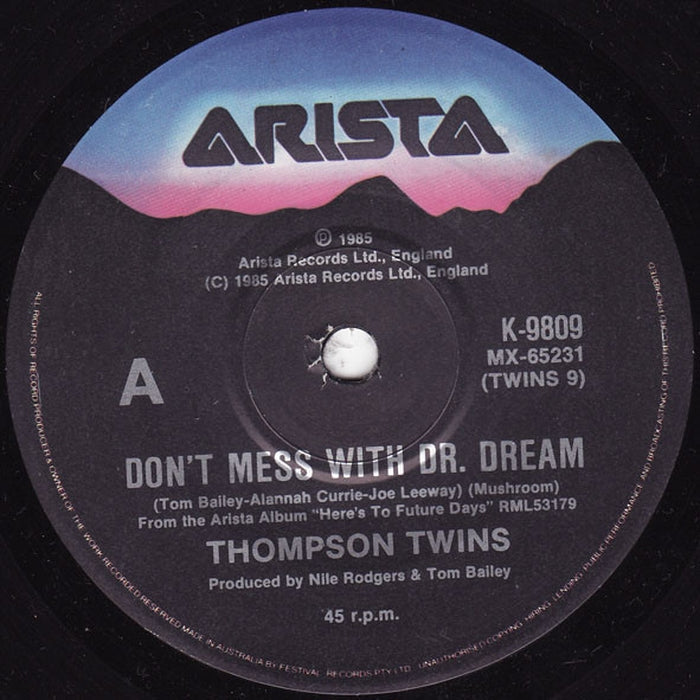 ARISTA
℗ 1985
Arista Records Ltd., England
(C) 1985 Arista Records Ltd., England
K-9809
MX-65231
(TWINS 9)
A
DON'T MESS WITH DR. DREAM
(Tom Bailey-Alannah Currie-Joe Leeway) (Mushroom)
From the Arista Album "Here's To Future Days" RML53179
THOMPSON TWINS
Produced by Nile Rodgers & Tom Bailey
45 r.p.m.
ALL RIGHTS OF RECORD PRODUCER & OWNER OF THE WORK RECORDED RESERVED MADE IN AUSTRALIA BY FESTIVAL RECORDS PTY LTD. UNAUTHORISED COPYING, HIRING, LENDING, PUBLIC PERFORMANCE AND BROADCASTING OF THIS RECORD PROHIBITED